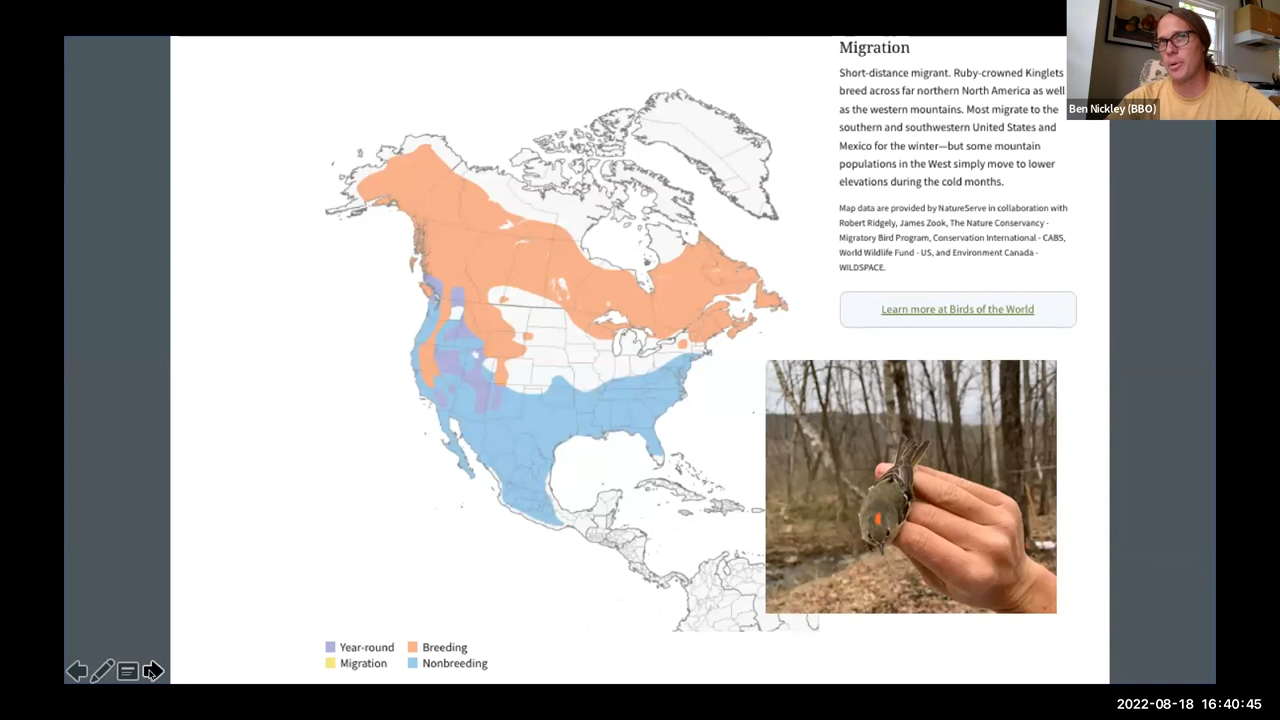 Migration
Short-distance migrant. Ruby-crowned Kinglets
breed across far northern North America as well
as the western mountains. Most migrate to the
southern and southwestern United States and
Mexico for the winter—but some mountain
populations in the West simply move to lower
elevations during the cold months.
Map data are provided by NatureServe in collaboration with
Robert Ridgely, James Zook, The Nature Conservancy -
Migratory Bird Program, Conservation International - CABS,
World Wildlife Fund - US, and Environment Canada -
WILDSPACE.
Learn more at Birds of the World
Ben Nickley (BBO)
Year-round
Breeding
Migration
Nonbreeding
2022-08-18 16:40:45